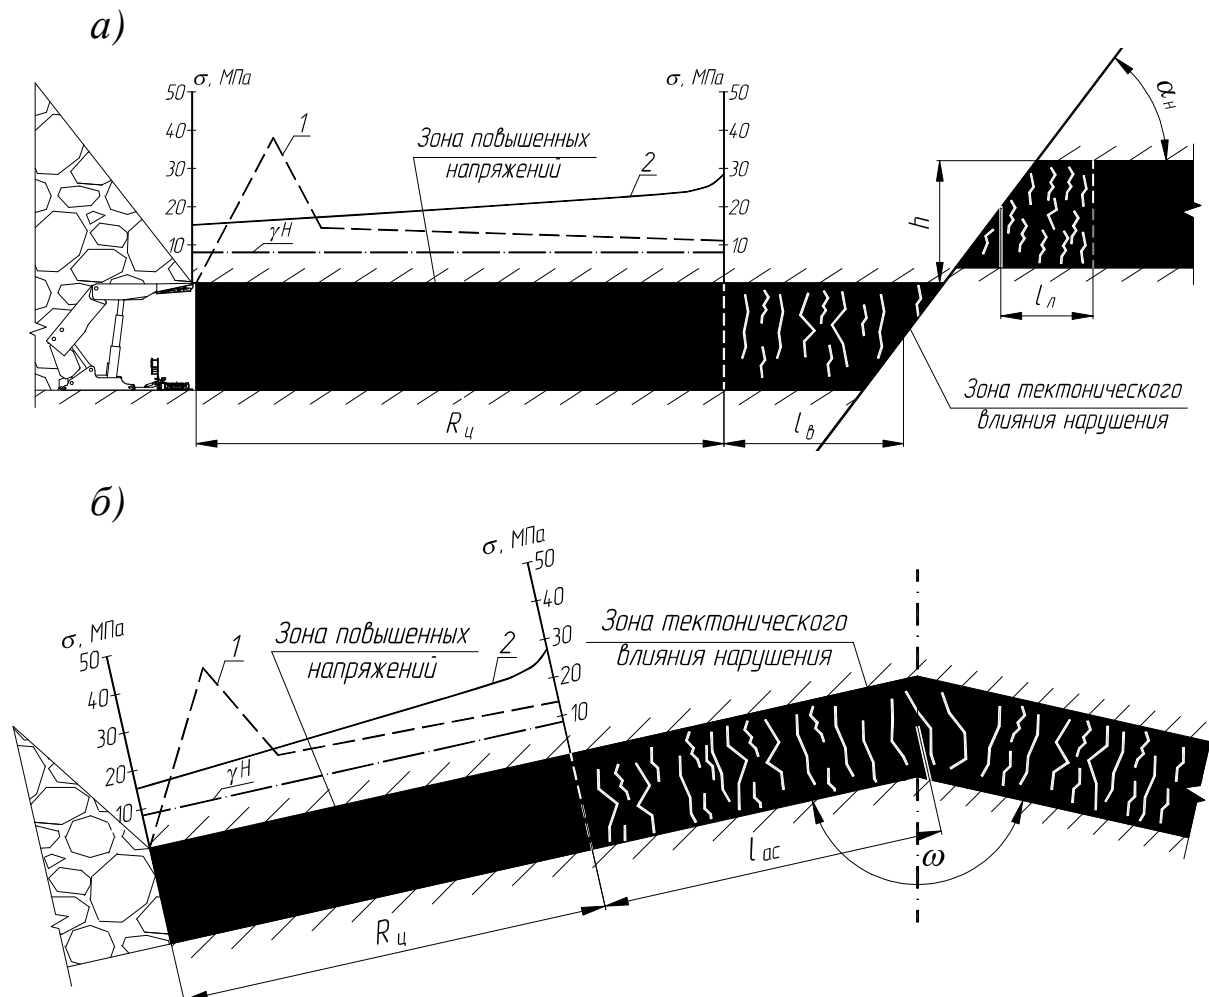 а)
σ, МПа
50
40
30
20
10
1
Зона повышенных
напряжений
2
γH
σ, МПа
50
40
30
20
10
h
αн
lл
Зона тектонического
влияния нарушения
Rц
lв
б)
σ, МПа
50
40
30
20
10
1
Зона повышенных
напряжений
2
γH
σ, МПа
50
40
30
20
10
Зона тектонического
влияния нарушения
lас
ω
Rц